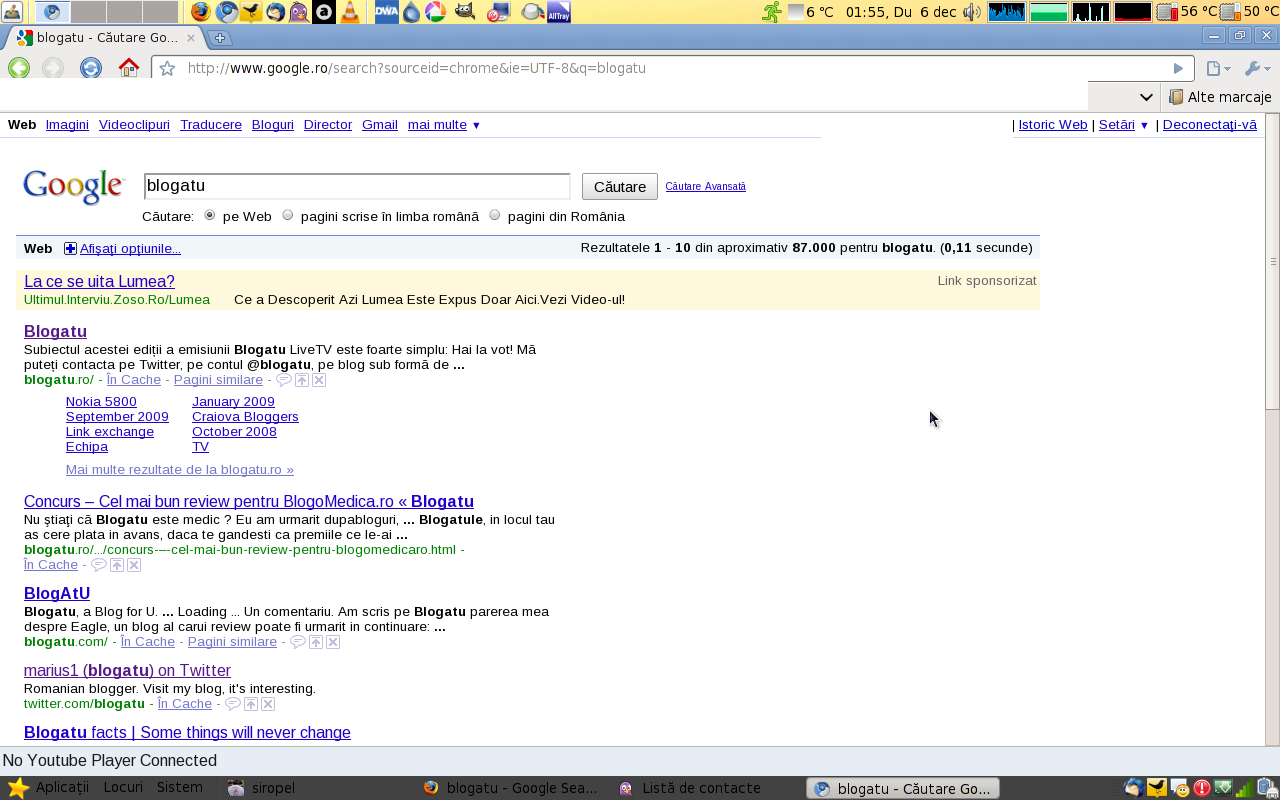 6 °C 01:55, Du 6 dec 56 °C 50 °C
DWA
AllTray
blogatu - Căutare Go...
http://www.google.ro/search?sourceid=chrome&ie=UTF-8&q=blogatu
Alte marcaje
Web Imagini Videoclipuri Traducere Bloguri Director Gmail mai multe ▼ | Istoric Web | Setări ▼ | Deconectaţi-vă
Google™ blogatu Căutare Căutare Avansată
Căutare: pe Web pagini scrise în limba română pagini din România
Web Afişaţi opţiunile... Rezultatele 1 - 10 din aproximativ 87.000 pentru blogatu. (0,11 secunde)
La ce se uita Lumea? Link sponsorizat
Ultimul.Interviu.Zoso.Ro/Lumea Ce a Descoperit Azi Lumea Este Expus Doar Aici.Vezi Video-ul!
Blogatu
Subiectul acestei ediții a emisiunii Blogatu LiveTV este foarte simplu: Hai la vot! Mă
puteți contacta pe Twitter, pe contul @blogatu, pe blog sub formă de ...
blogatu.ro/ - În Cache - Pagini similare -
Nokia 5800 January 2009
September 2009 Craiova Bloggers
Link exchange October 2008
Echipa TV
Mai multe rezultate de la blogatu.ro »
Concurs – Cel mai bun review pentru BlogoMedica.ro « Blogatu
Nu ştiaţi că Blogatu este medic ? Eu am urmarit dupabloguri, ... Blogatule, in locul tau
as cere plata in avans, daca te gandesti ca premiile ce le-ai ...
blogatu.ro/.../concurs-–-cel-mai-bun-review-pentru-blogomedicaro.html -
În Cache -
BlogAtU
Blogatu, a Blog for U. ... Loading ... Un comentariu. Am scris pe Blogatu parerea mea
despre Eagle, un blog al carui review poate fi urmarit in continuare: ...
blogatu.com/ - În Cache - Pagini similare -
marius1 (blogatu) on Twitter
Romanian blogger. Visit my blog, it's interesting.
twitter.com/blogatu - În Cache -
Blogatu facts | Some things will never change
No Youtube Player Connected
Aplicații Locuri Sistem siropel blogatu - Google Sea... Listă de contacte blogatu - Căutare Go...